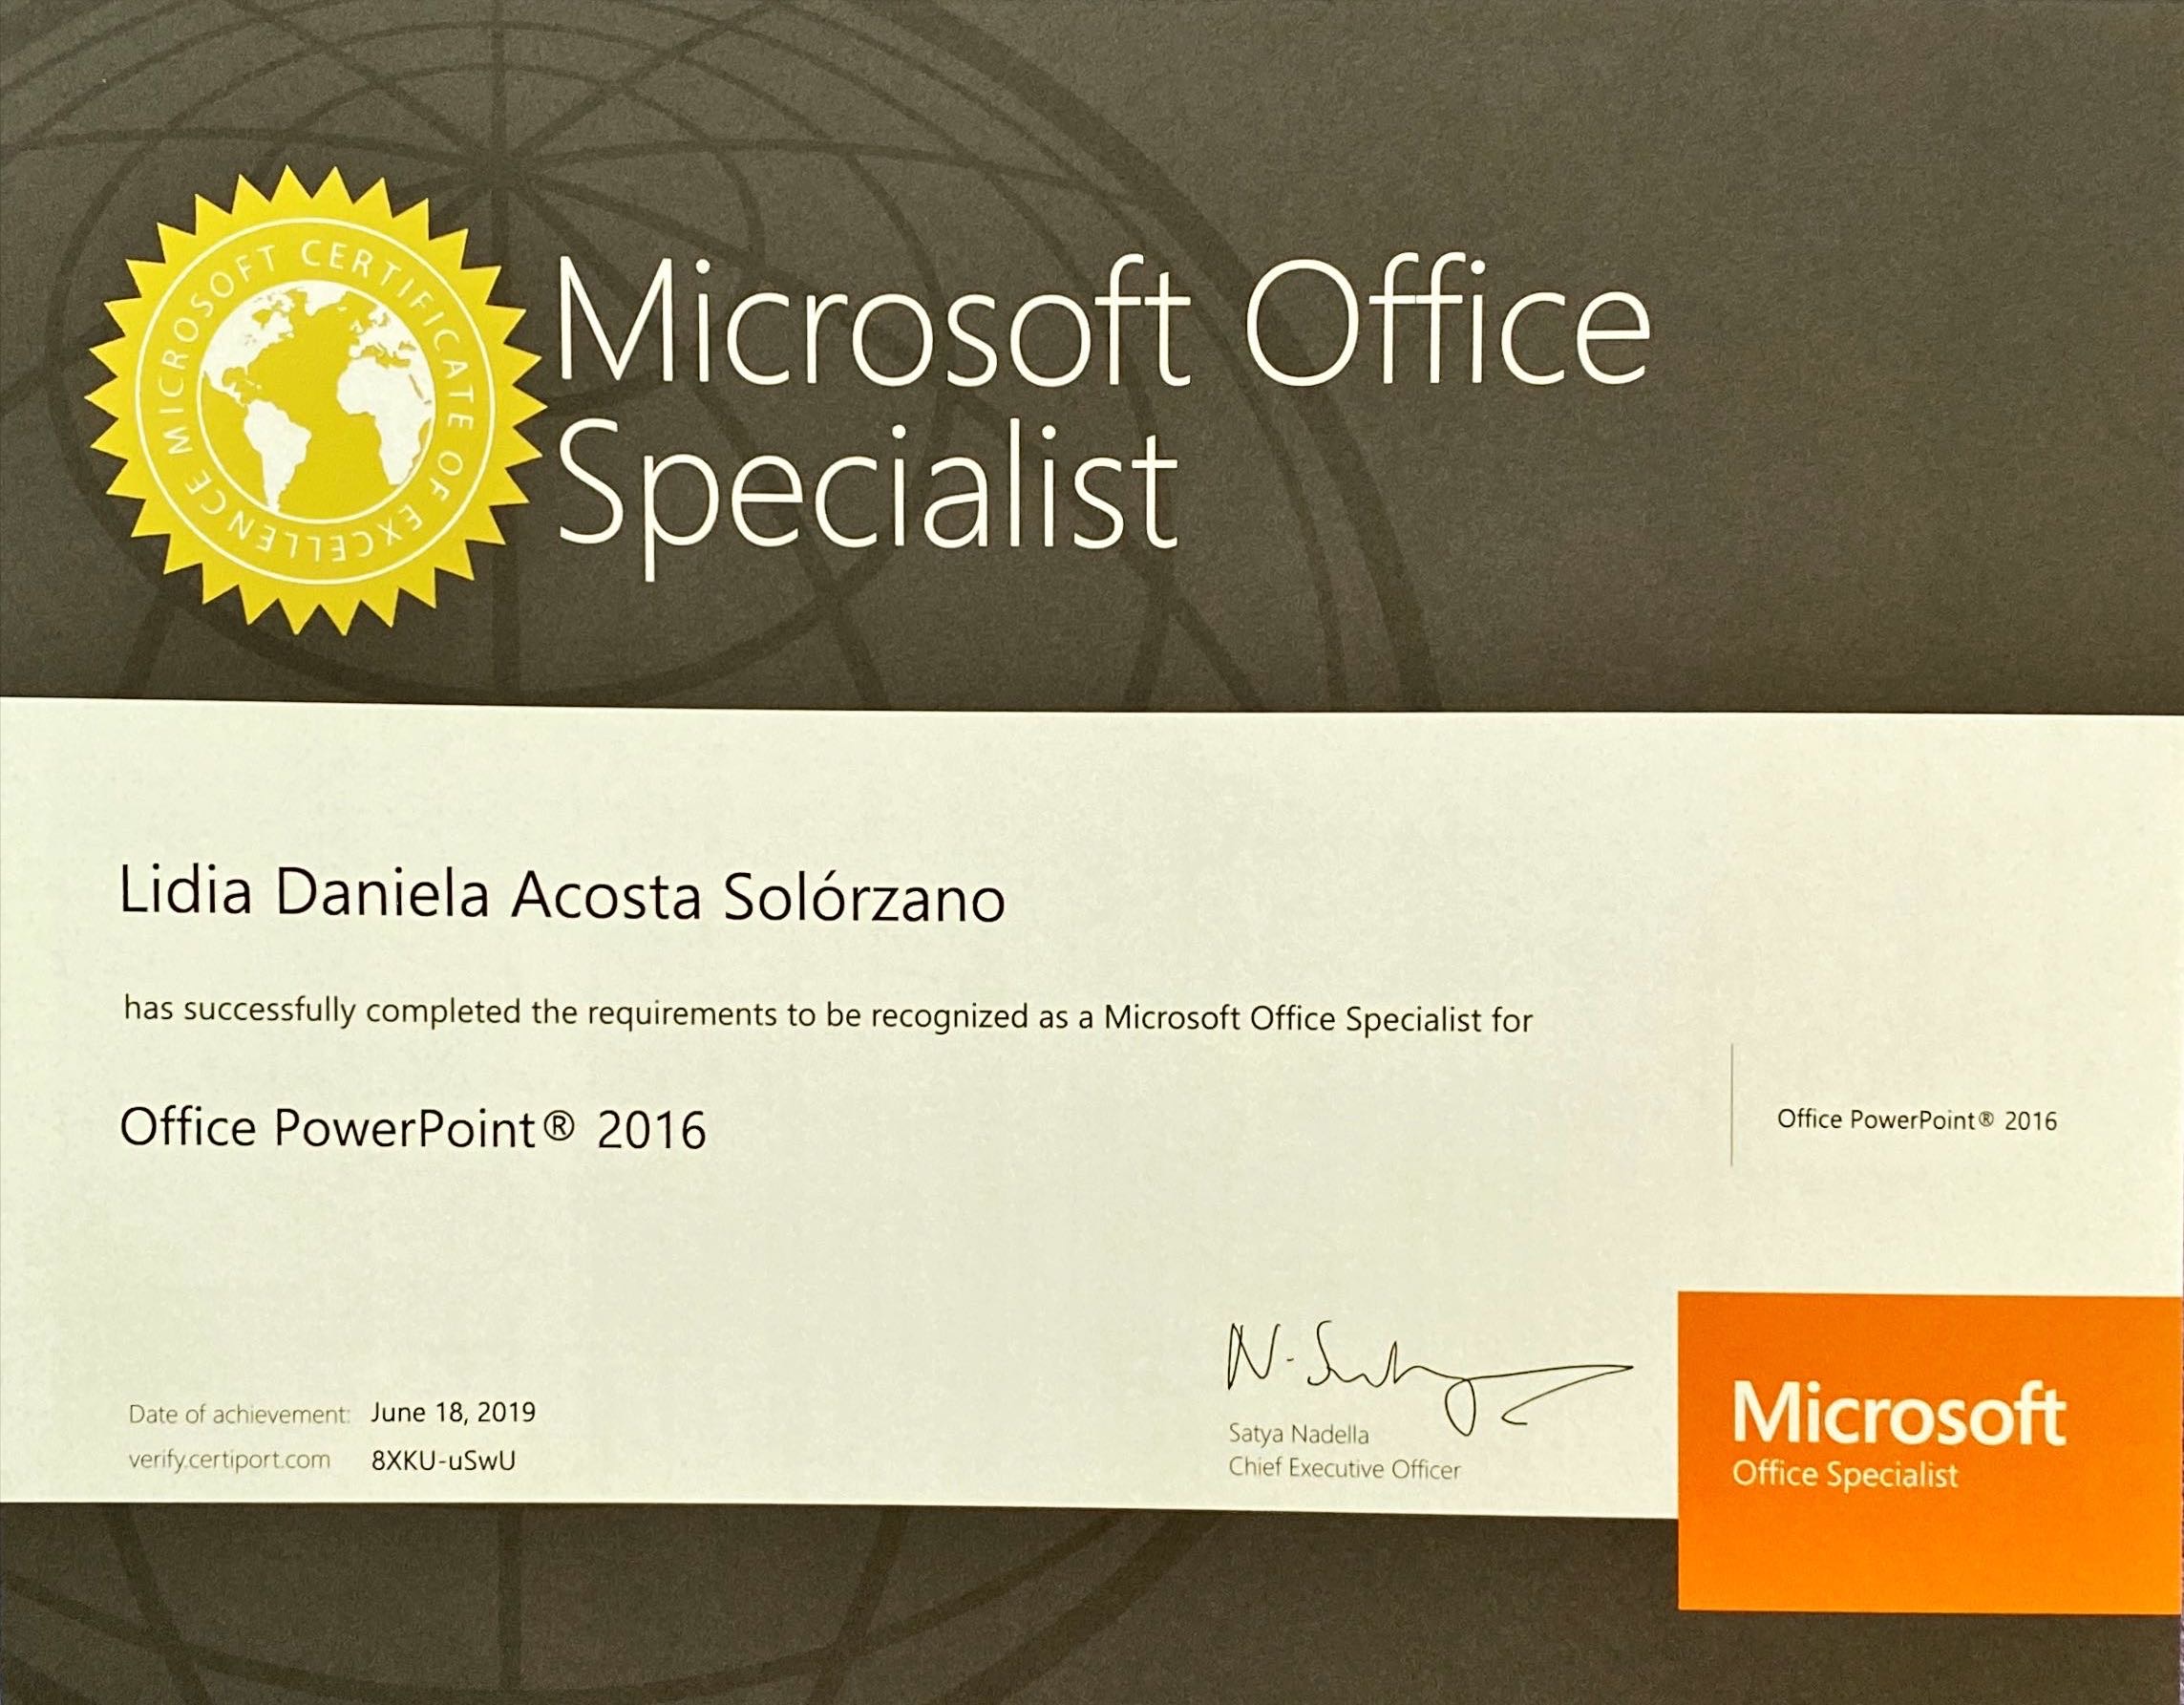 MICROSOFT CERTIFICATE OF EXCELLENCE
Microsoft Office
Specialist
Lidia Daniela Acosta Solórzano
has successfully completed the requirements to be recognized as a Microsoft Office Specialist for
Office PowerPoint® 2016
Office PowerPoint® 2016
Date of achievement: June 18, 2019
verify.certiport.com 8XKU-uSwU
Satya Nadella
Chief Executive Officer
Microsoft
Office Specialist